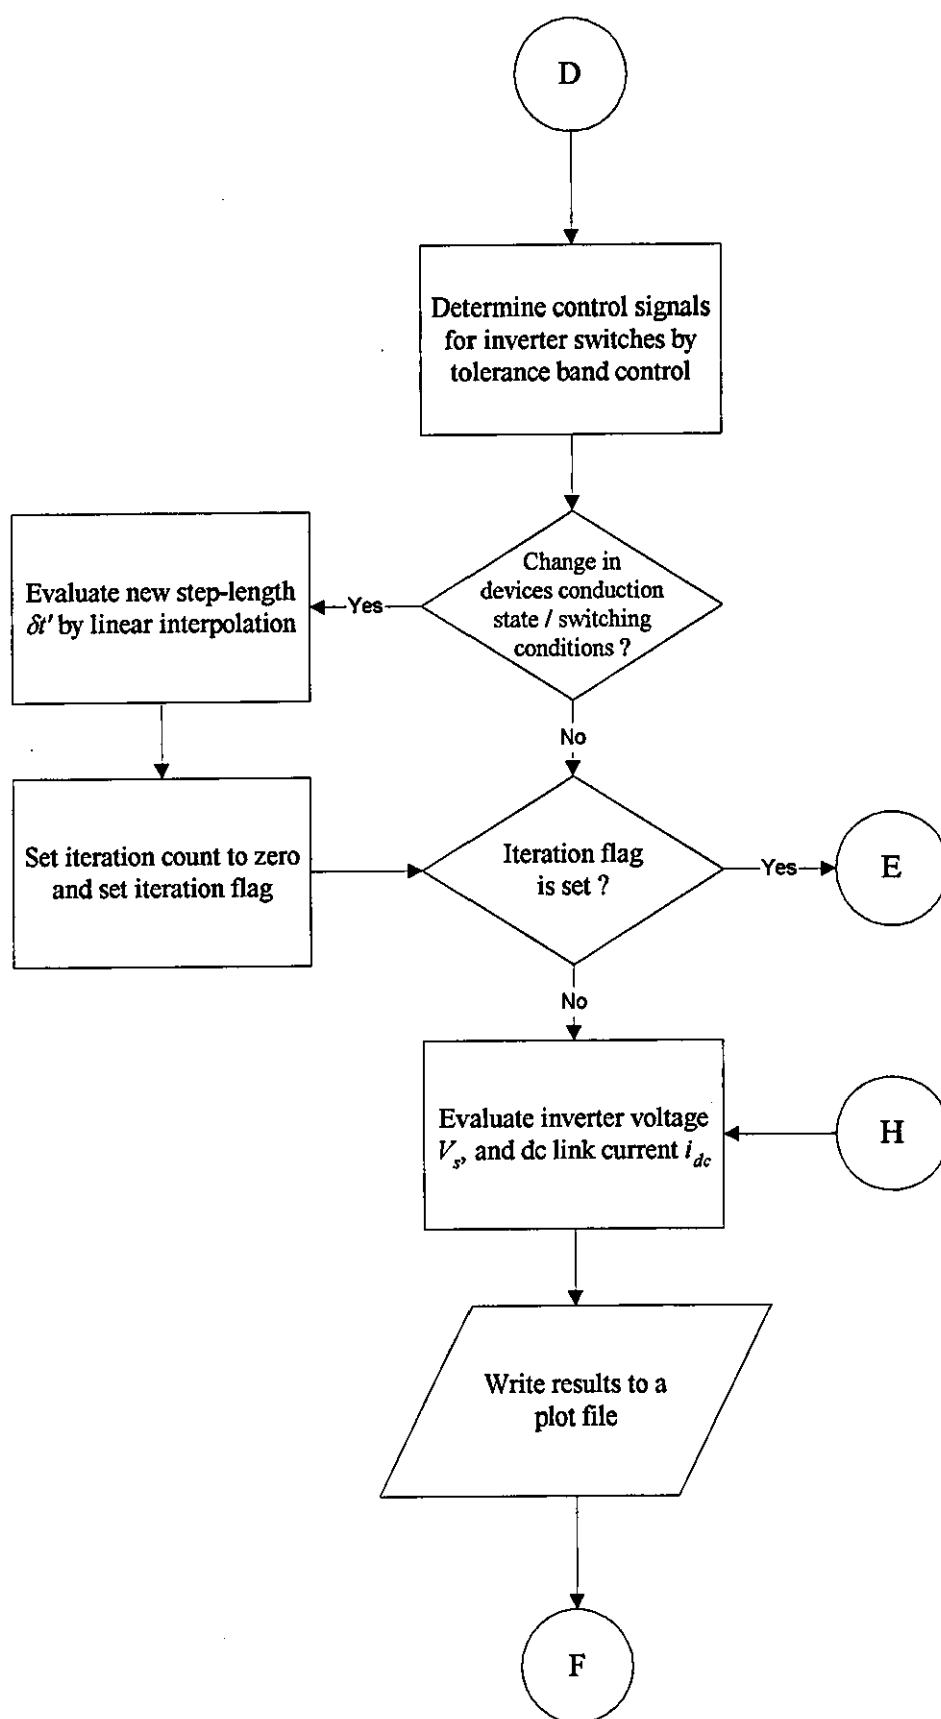 D
Determine control signals
for inverter switches by
tolerance band control
Change in
devices conduction
state / switching
conditions ?
Yes
Evaluate new step-length
δt' by linear interpolation
No
Set iteration count to zero
and set iteration flag
Iteration flag
is set ?
Yes
E
No
Evaluate inverter voltage
V_s, and dc link current i_dc
H
Write results to a
plot file
F